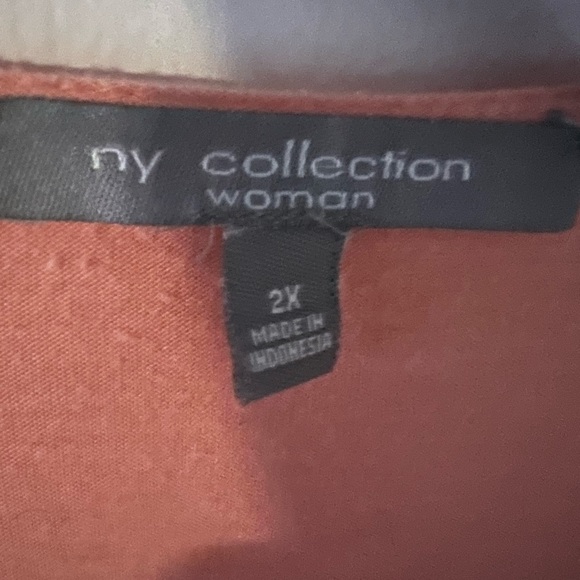 ny collection
woman
2X
MADE IN
INDONESIA